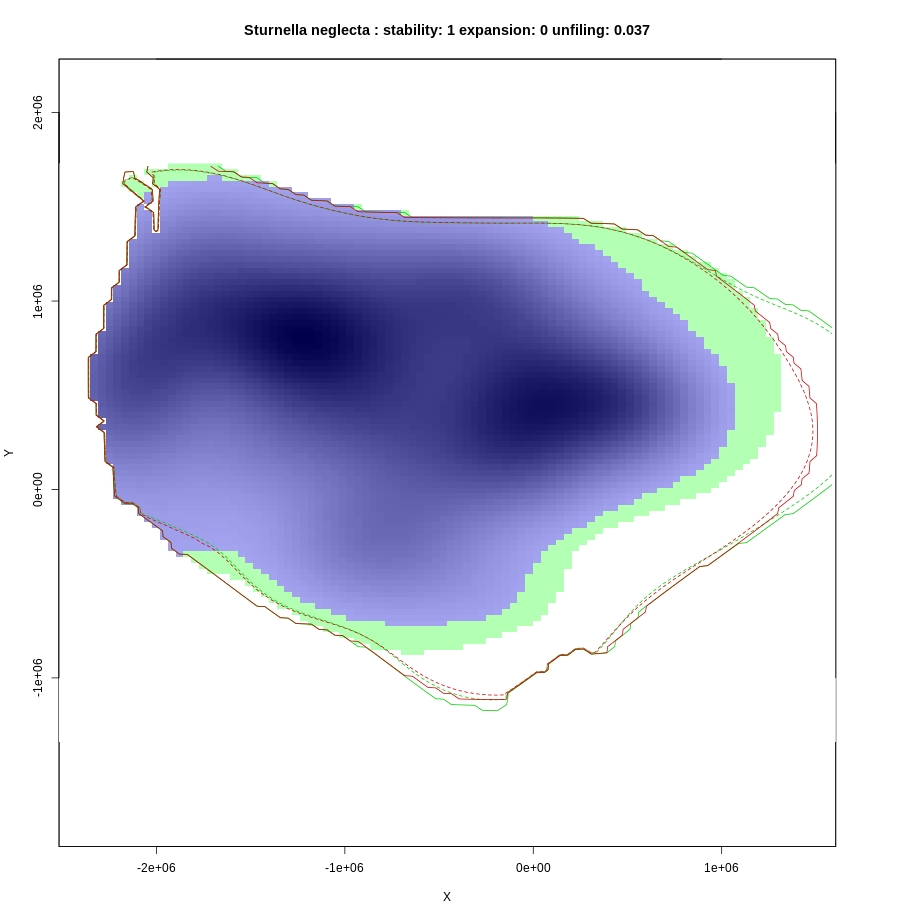 Sturnella neglecta : stability: 1 expansion: 0 unfiling: 0.037
2e+06
1e+06
0e+00
-1e+06
Y
-2e+06 -1e+06 0e+00 1e+06
X